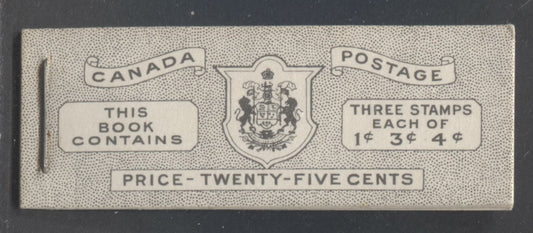 CANADA
POSTAGE
THIS
BOOK
CONTAINS
THREE STAMPS
EACH OF
1¢ 3¢ 4¢
PRICE - TWENTY-FIVE CENTS